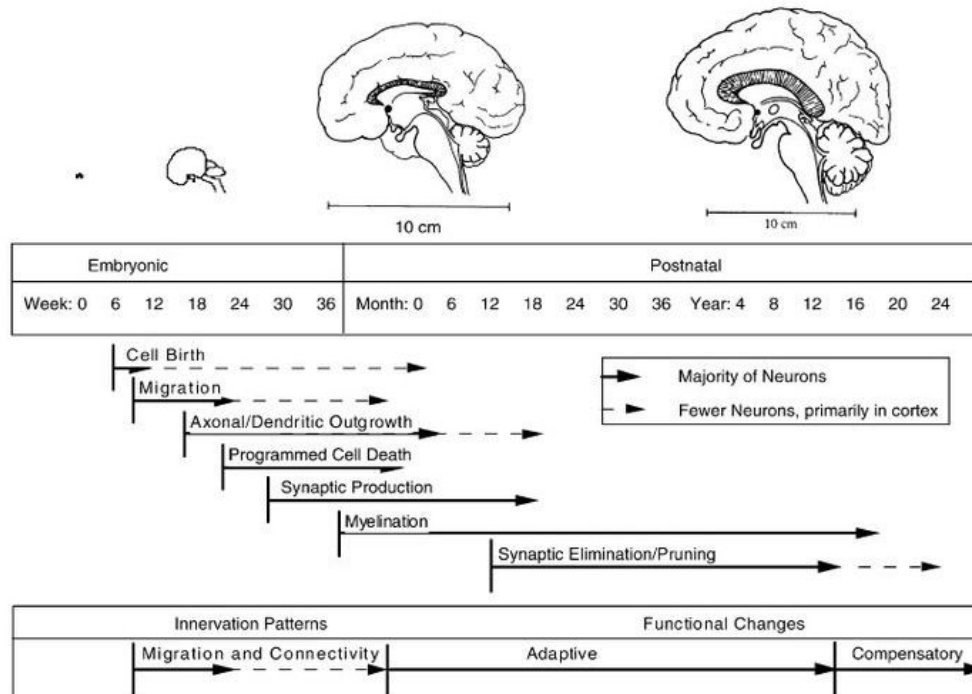 10 cm
10 cm
Embryonic
Postnatal
Week: 0 6 12 18 24 30 36 Month: 0 6 12 18 24 30 36 Year: 4 8 12 16 20 24
Cell Birth
Migration
Majority of Neurons
Fewer Neurons, primarily in cortex
Axonal/Dendritic Outgrowth
Programmed Cell Death
Synaptic Production
Myelination
Synaptic Elimination/Pruning
Innervation Patterns
Functional Changes
Migration and Connectivity
Adaptive
Compensatory